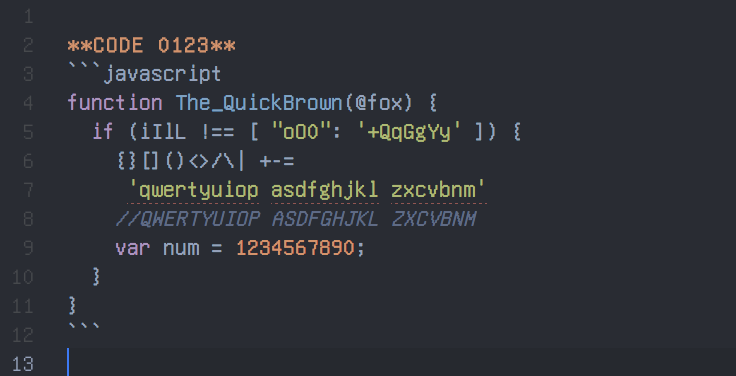 1
2 **CODE 0123**
3 ```javascript
4 function The_QuickBrown(@fox) {
5   if (iIlL !== [ "oO0": '+QqGgYy' ]) {
6     {}[]()<>/\| +-=
7      'qwertyuiop asdfghjkl zxcvbnm'
8     //QWERTYUIOP ASDFGHJKL ZXCVBNM
9     var num = 1234567890;
10   }
11 }
12 ```
13